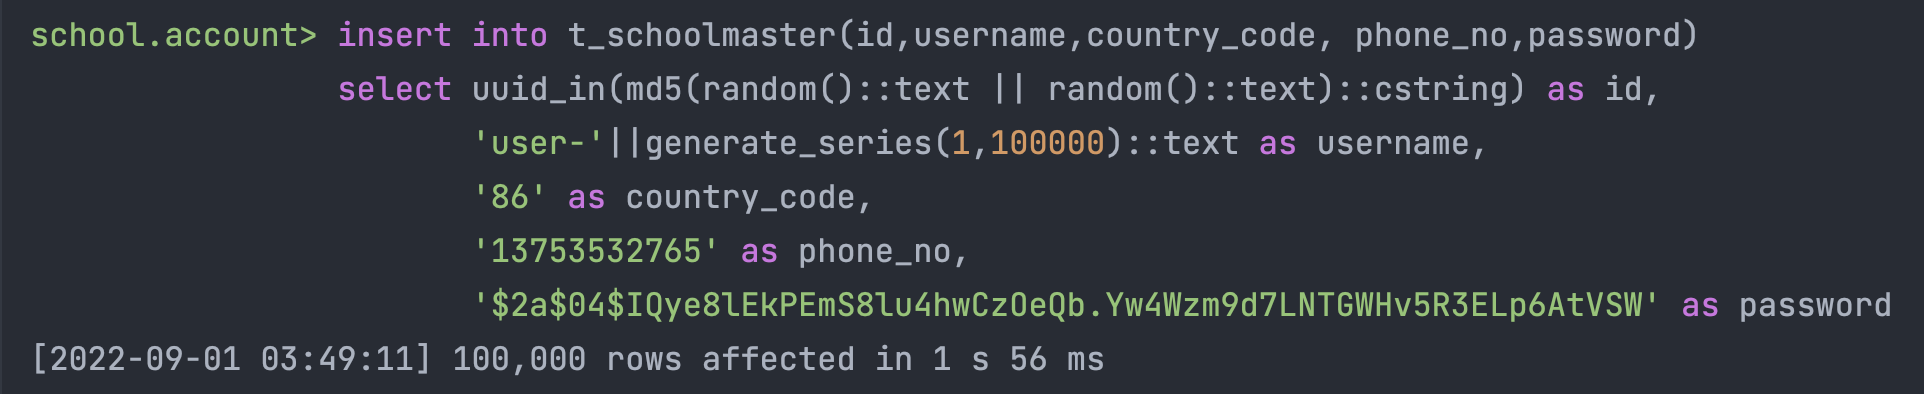 school.account> insert into t_schoolmaster(id,username,country_code, phone_no,password)
select uuid_in(md5(random()::text || random()::text)::cstring) as id,
'user-'||generate_series(1,100000)::text as username,
'86' as country_code,
'13753532765' as phone_no,
'$2a$04$IQye8lEkPEmS8lu4hwCzOeQb.Yw4Wzm9d7LNTGWHv5R3ELp6AtVSW' as password
[2022-09-01 03:49:11] 100,000 rows affected in 1 s 56 ms